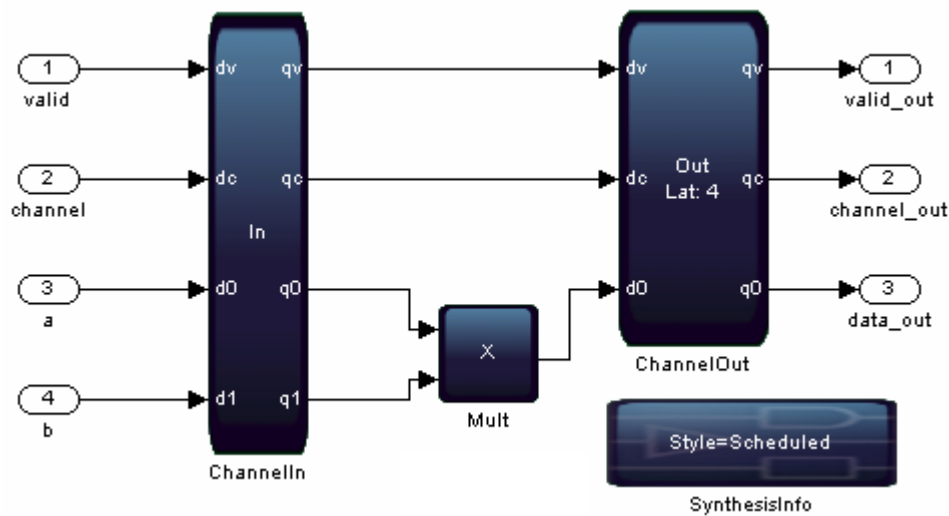 1
valid
2
channel
3
a
4
b
dv qv
dc qc
In
d0 q0
d1 q1
ChannelIn
X
Mult
dv qv
Out
dc qc
Lat: 4
d0 q0
ChannelOut
1
valid_out
2
channel_out
3
data_out
Style=Scheduled
SynthesisInfo